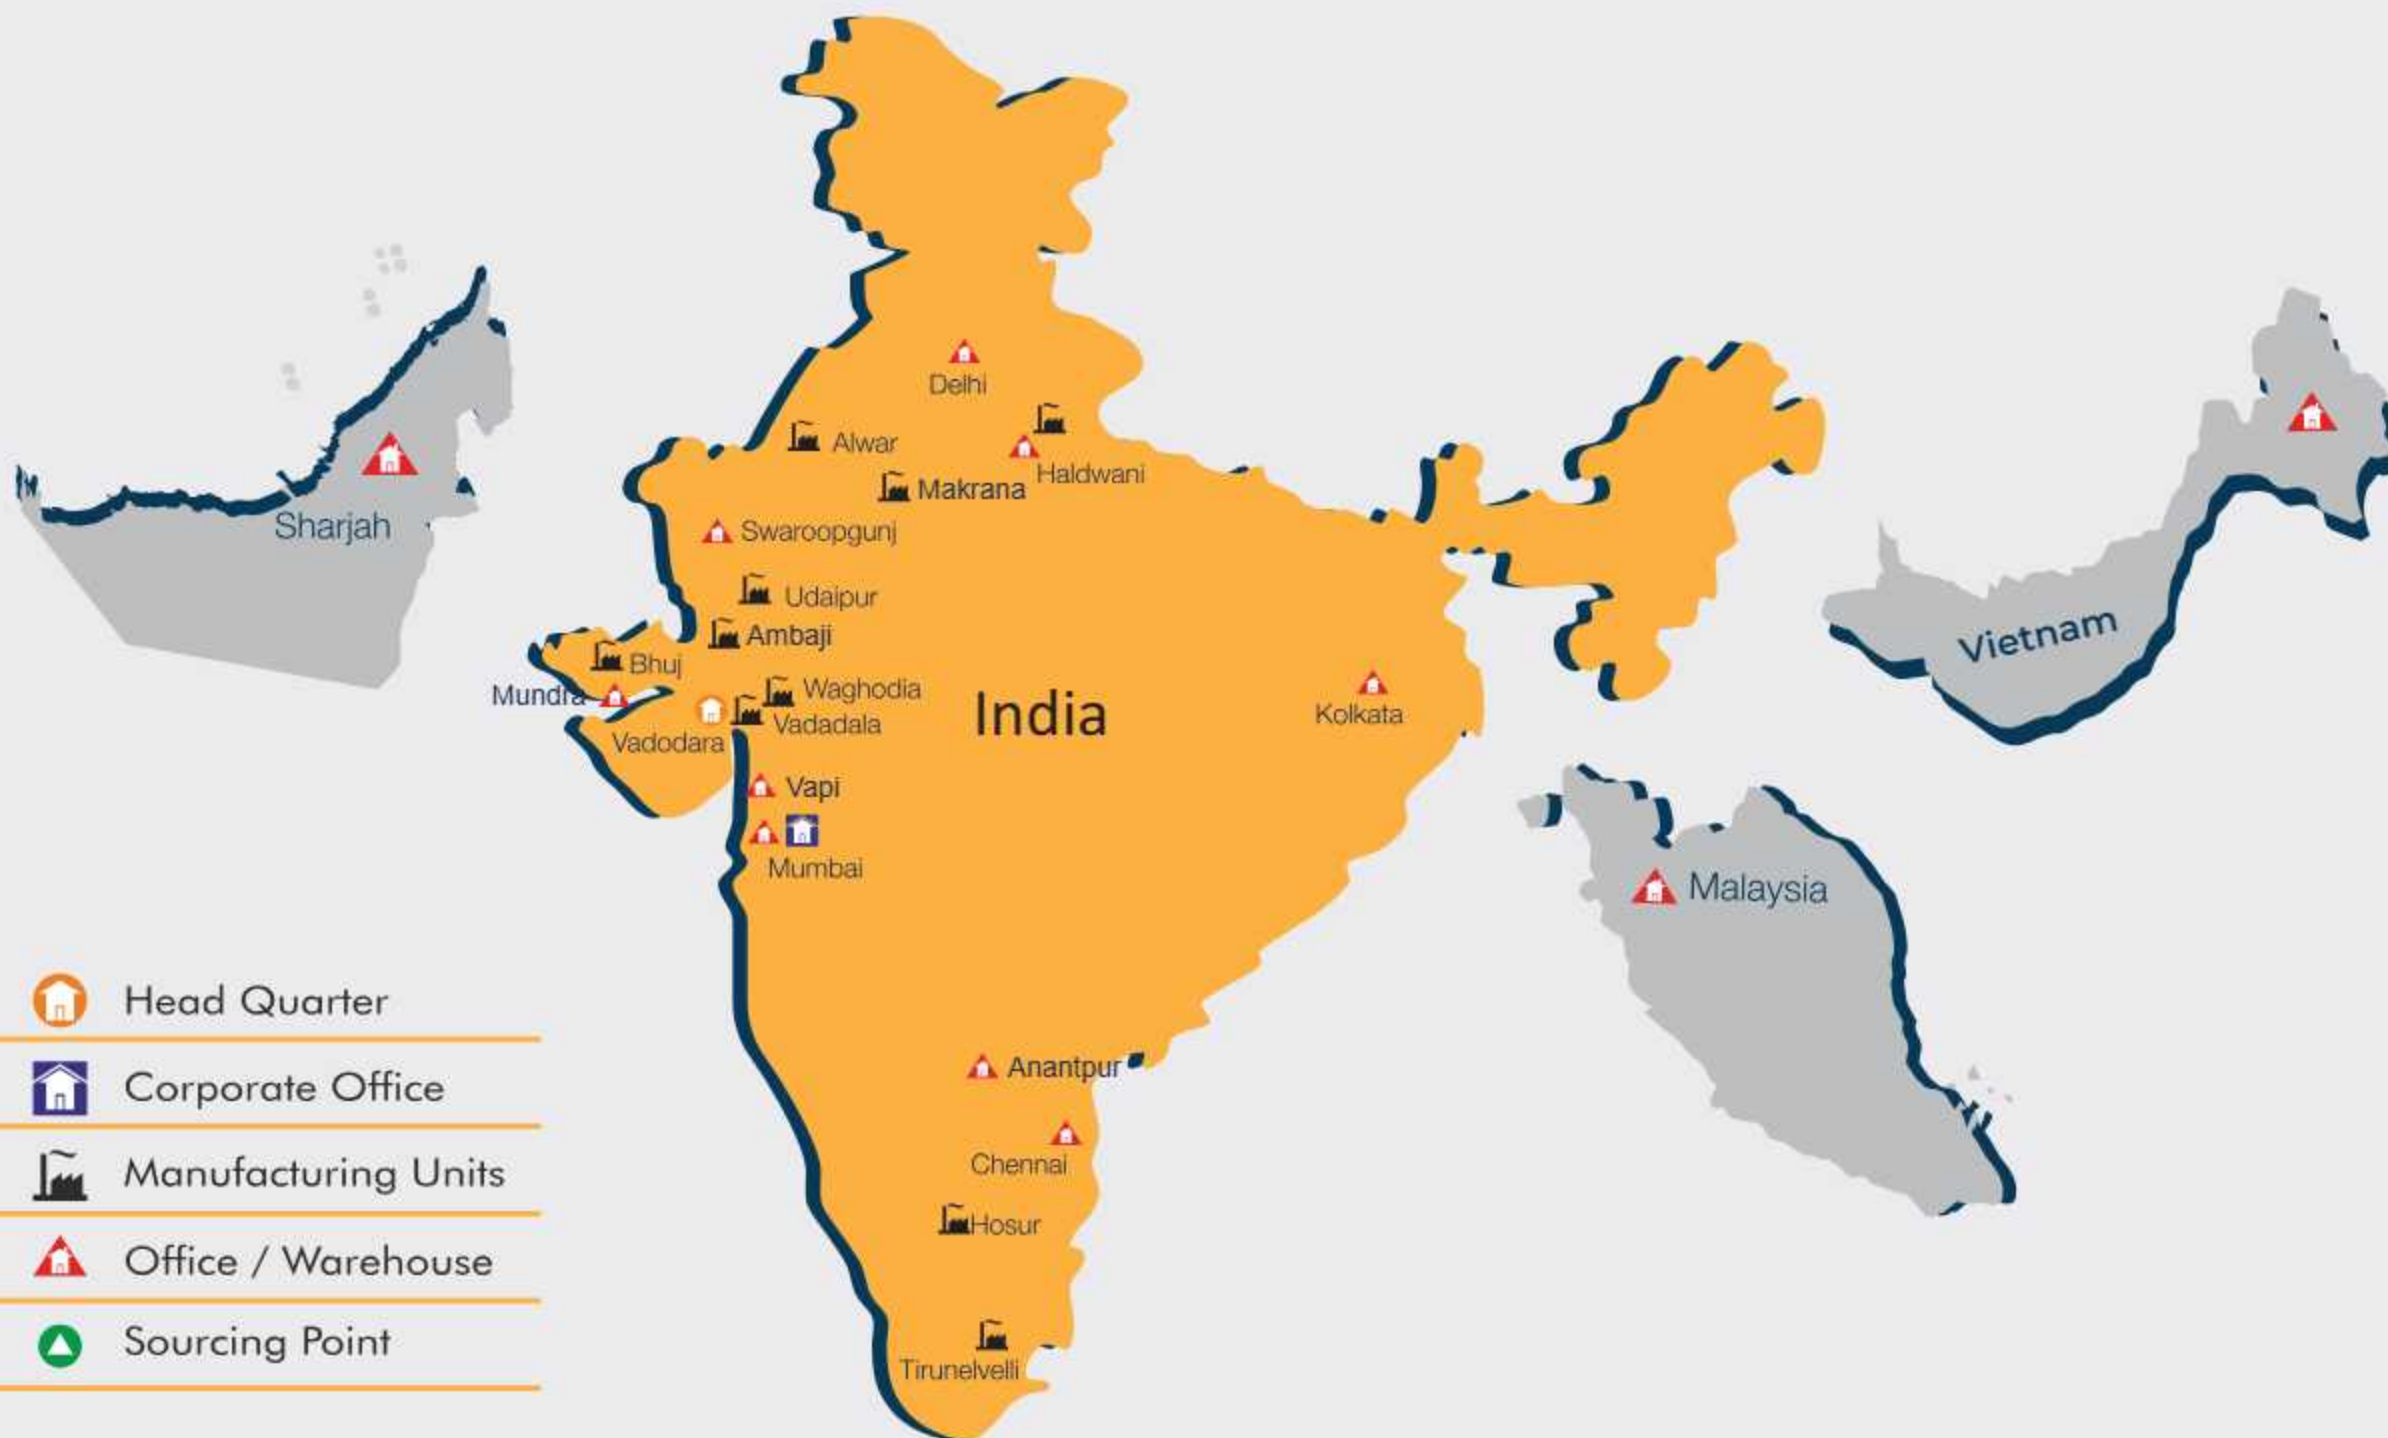 Delhi
Alwar
Haldwani
Makrana
Sharjah
Swaroopgunj
Udaipur
Ambaji
Vietnam
Bhuj
Mundra
Waghodia
Vadadala
India
Kolkata
Vadodara
Vapi
Mumbai
Malaysia
Head Quarter
Corporate Office
Manufacturing Units
Office / Warehouse
Sourcing Point
Anantpur
Chennai
Hosur
Tirunelvelli